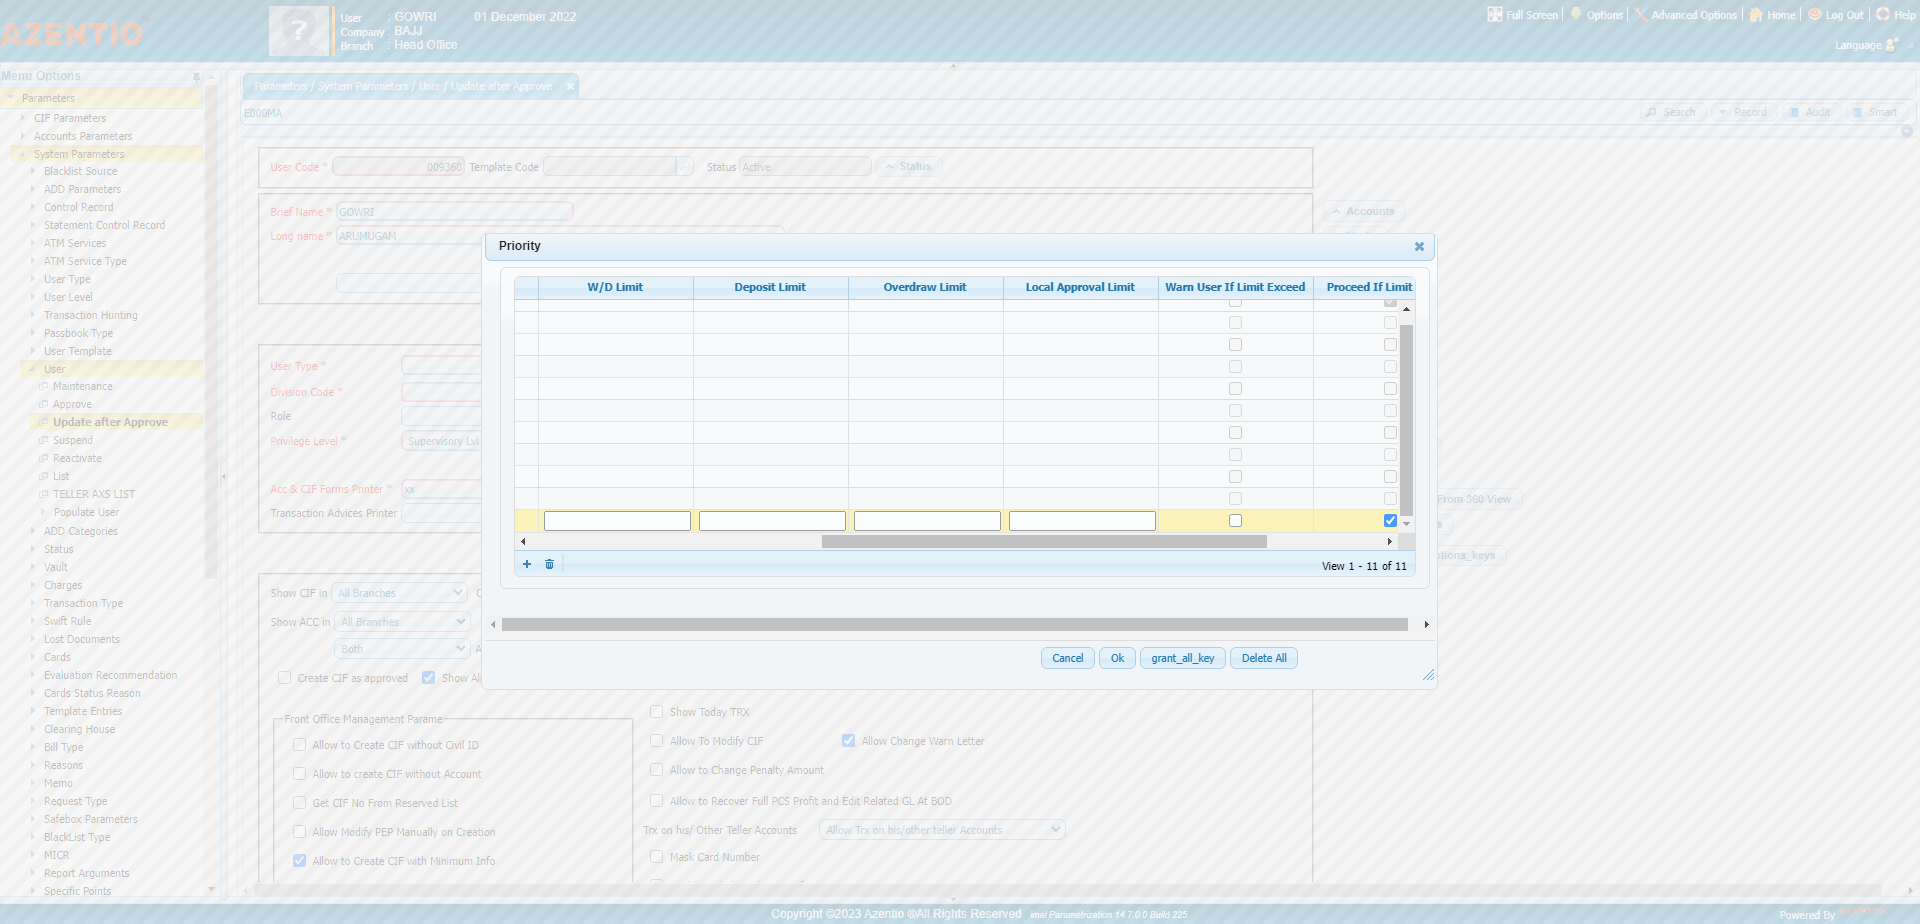 AZENTIO
User : GOWRI 01 December 2022
Company : BAJJ
Branch : Head Office
Full Screen Options Advanced Options Home Log Out Help
Language
Menu Options
Parameters
CIF Parameters
Accounts Parameters
System Parameters
Blacklist Source
ADD Parameters
Control Record
Statement Control Record
ATM Services
ATM Service Type
User Type
User Level
Transaction Hunting
Passbook Type
User Template
User
Maintenance
Approve
Update after Approve
Suspend
Reactivate
List
TELLER AXS LIST
Populate User
ADD Categories
Status
Vault
Charges
Transaction Type
Swift Rule
Lost Documents
Cards
Evaluation Recommendation
Cards Status Reason
Template Entries
Clearing House
Bill Type
Reasons
Memo
Request Type
Safebox Parameters
BlackList Type
MICR
Report Arguments
Specific Points
Parameters / System Parameters / User / Update after Approve
E000MA
Search Record Audit Smart
User Code * 009360 Template Code Status Active Status
Brief Name * GOWRI
Accounts
Long name * ARUMUGAM
User Type *
Division Code *
Role
Privilege Level * Supervisory Lvl
Acc & CIF Forms Printer * xx
Transaction Advices Printer
From 360 View
Show CIF in All Branches
Show ACC in All Branches
Both
Create CIF as approved Show
Front Office Management Parame
Allow to Create CIF without Civil ID
Allow to create CIF without Account
Get CIF No From Reserved List
Allow Modify PEP Manually on Creation
Allow to Create CIF with Minimum Info
Show Today TRX
Allow To Modify CIF Allow Change Warn Letter
Allow to Change Penalty Amount
Allow to Recover Full PCS Profit and Edit Related GL At BOD
Trx on his/ Other Teller Accounts Allow Trx on his/other teller Accounts
Mask Card Number
Priority
W/D Limit Deposit Limit Overdraw Limit Local Approval Limit Warn User If Limit Exceed Proceed If Limit
View 1 - 11 of 11
Cancel Ok grant_all_key Delete All
Copyright ©2023 Azentio ®All Rights Reserved imal Parametrization 14.7.0.0 Build 225
Powered By